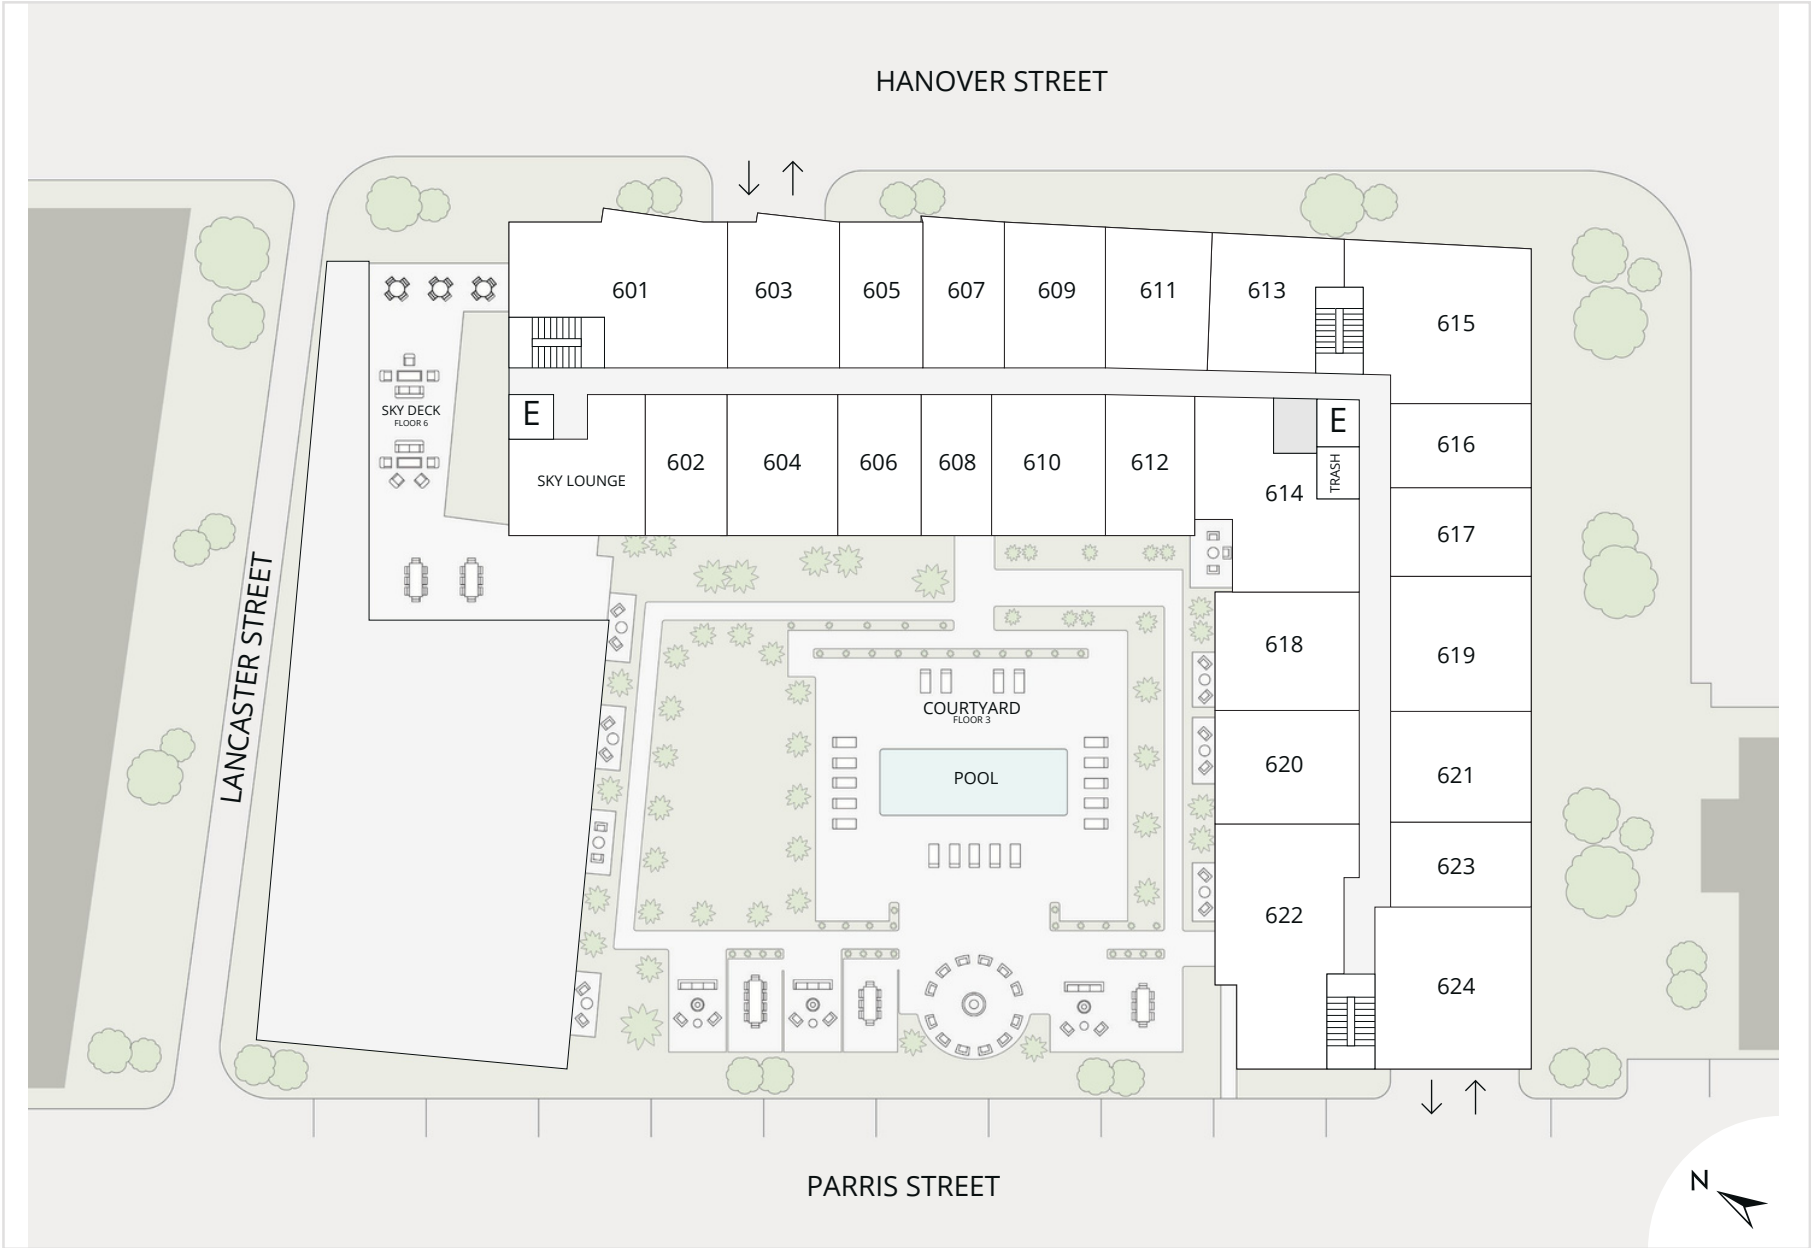 HANOVER STREET
601
603
605
607
609
611
613
615
SKY DECK
FLOOR 6
E
E
SKY LOUNGE
602
604
606
608
610
612
614
TRASH
616
617
LANCASTER STREET
618
619
COURTYARD
FLOOR 3
POOL
620
621
622
623
624
PARRIS STREET
N